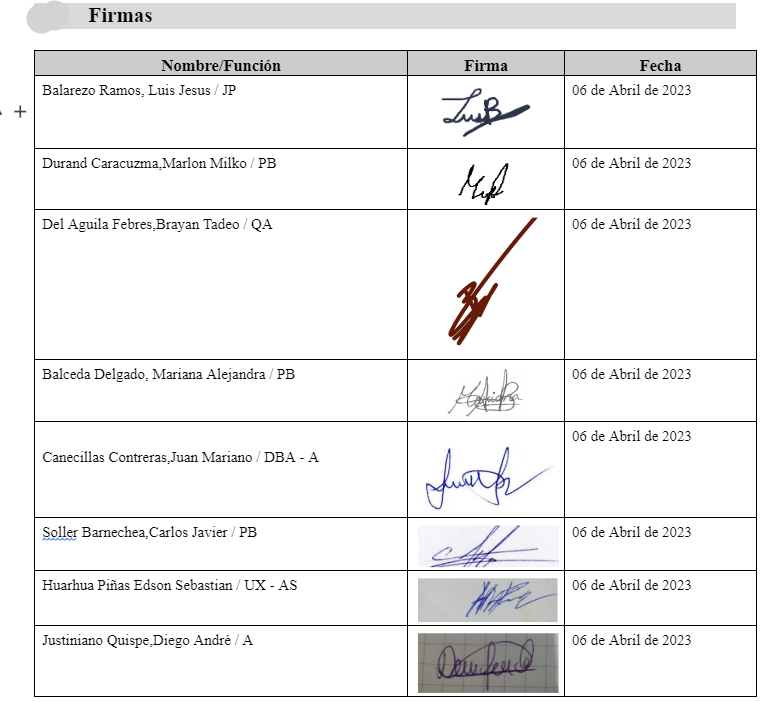 Firmas
Nombre/Función Firma Fecha
Balarezo Ramos, Luis Jesus / JP LuisB 06 de Abril de 2023
Durand Caracuzma,Marlon Milko / PB 06 de Abril de 2023
Del Aguila Febres,Brayan Tadeo / QA 06 de Abril de 2023
Balceda Delgado, Mariana Alejandra / PB 06 de Abril de 2023
Canecillas Contreras,Juan Mariano / DBA - A 06 de Abril de 2023
Soller Barnechea,Carlos Javier / PB 06 de Abril de 2023
Huarhua Piñas Edson Sebastian / UX - AS 06 de Abril de 2023
Justiniano Quispe,Diego André / A 06 de Abril de 2023